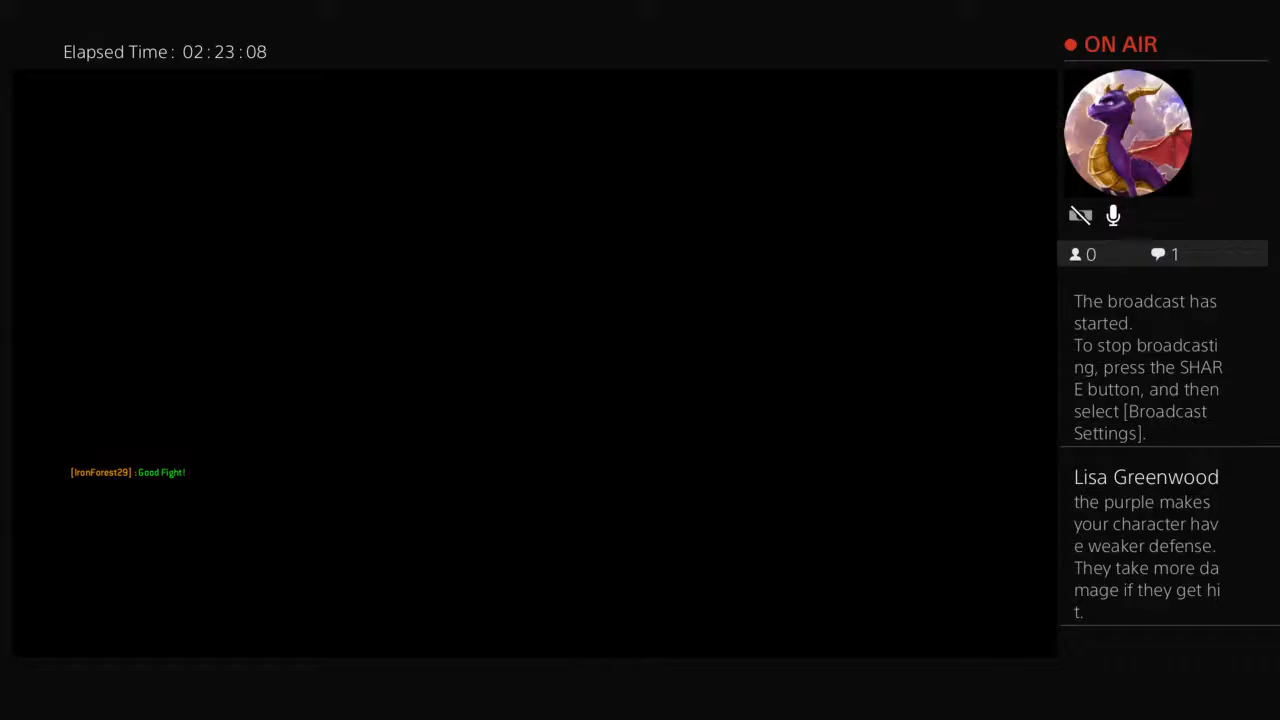 Elapsed Time: 02:23:08
ON AIR
0 1
The broadcast has
started.
To stop broadcasti
ng, press the SHAR
E button, and then
select [Broadcast
Settings].
[IronForest29] : Good Fight!
Lisa Greenwood
the purple makes
your character hav
e weaker defense.
They take more da
mage if they get hi
t.